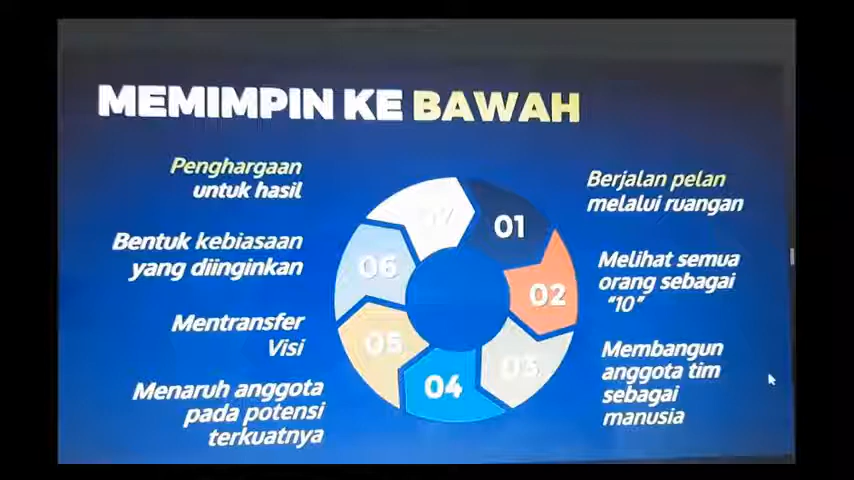 MEMIMPIN KE BAWAH
Penghargaan
untuk hasil
Bentuk kebiasaan
yang diinginkan
Mentransfer
Visi
Menaruh anggota
pada potensi
terkuatnya
07
01
06
02
05
03
04
Berjalan pelan
melalui ruangan
Melihat semua
orang sebagai
"10"
Membangun
anggota tim
sebagai
manusia